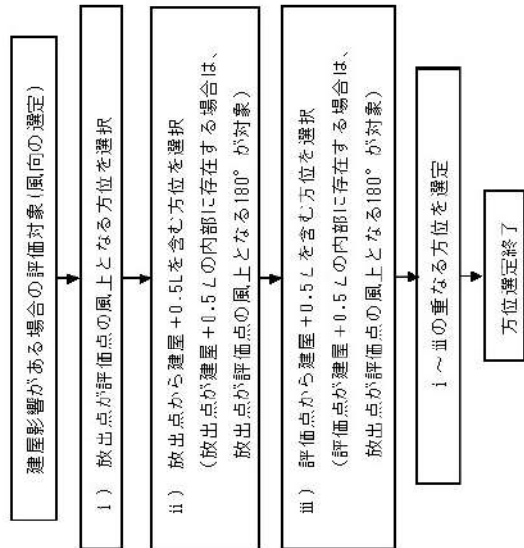 建屋影響がある場合の評価対象(風向の選定)
i) 放出点が評価点の風上となる方位を選択
ii) 放出点から建屋+0.5Lを含む方位を選択
(放出点が建屋+0.5Lの内部に存在する場合は、
放出点が評価点の風上となる180°が対象)
iii) 評価点から建屋+0.5Lを含む方位を選択
(評価点が建屋+0.5Lの内部に存在する場合は、
放出点が評価点の風上となる180°が対象)
i～iiiの重なる方位を選定
方位選定終了